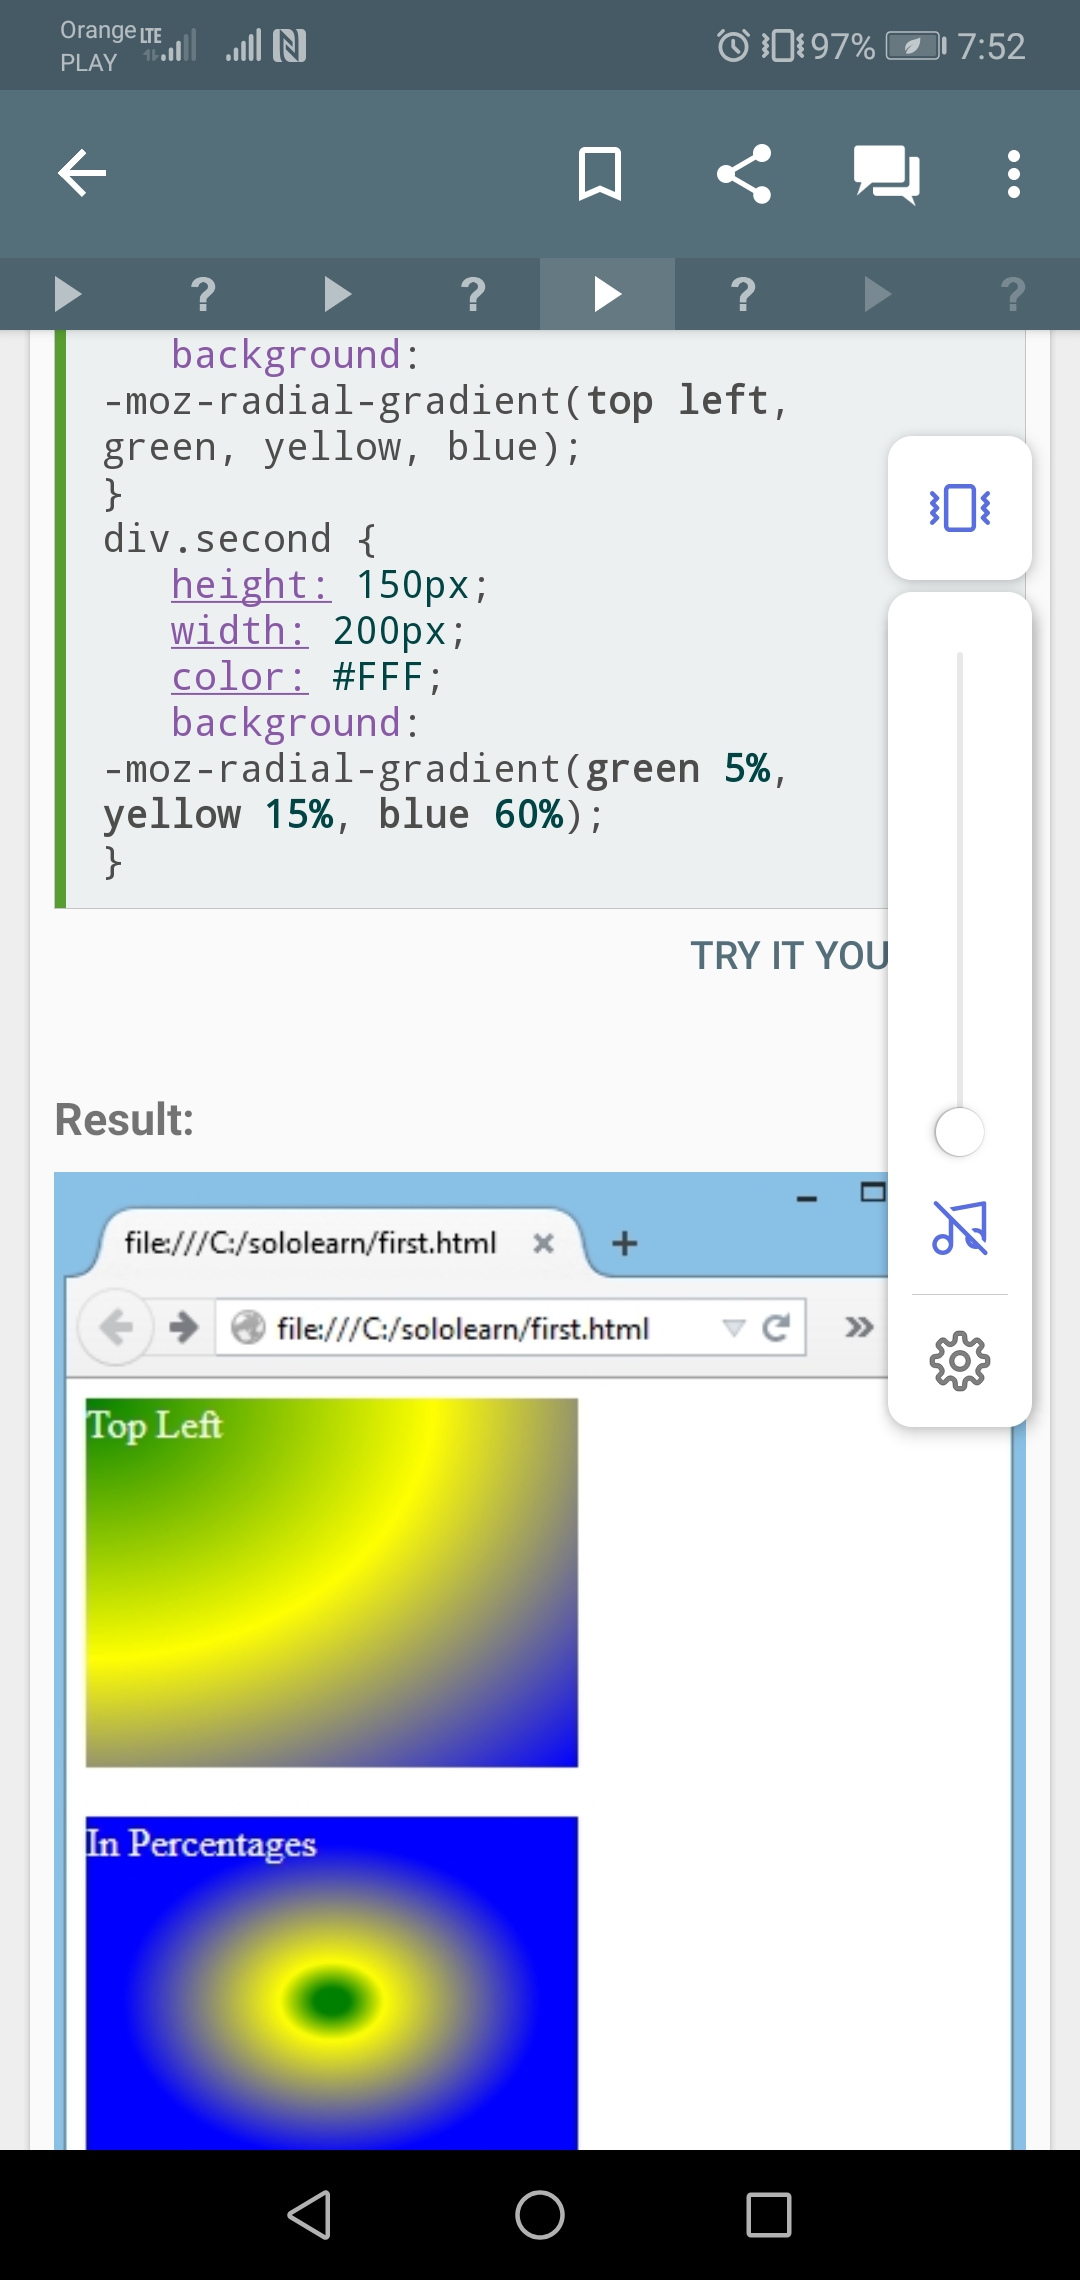 Orange LTE
PLAY
97% 7:52
? ? ? ?
background:
-moz-radial-gradient(top left,
green, yellow, blue);
}
div.second {
height: 150px;
width: 200px;
color: #FFF;
background:
-moz-radial-gradient(green 5%,
yellow 15%, blue 60%);
}
TRY IT YOU
Result:
file:///C:/sololearn/first.html
file:///C:/sololearn/first.html
Top Left
In Percentages